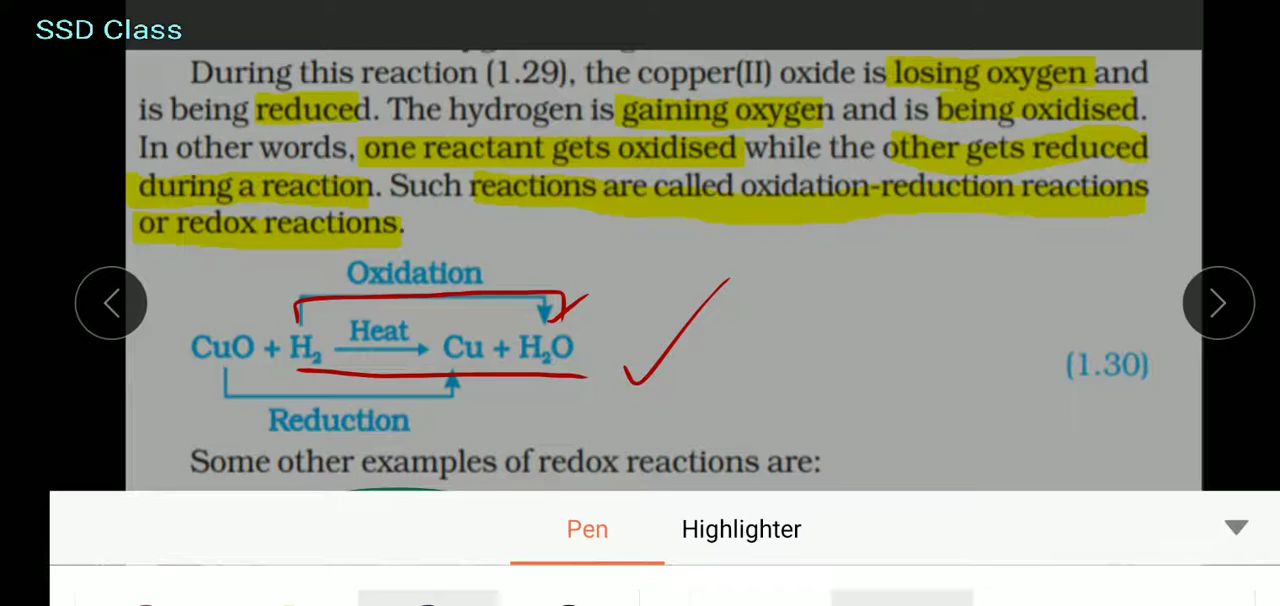 SSD Class
During this reaction (1.29), the copper(II) oxide is losing oxygen and
is being reduced. The hydrogen is gaining oxygen and is being oxidised.
In other words, one reactant gets oxidised while the other gets reduced
during a reaction. Such reactions are called oxidation-reduction reactions
or redox reactions.
Oxidation
Heat
CuO + H₂ → Cu + H₂O (1.30)
Reduction
Some other examples of redox reactions are:
Pen Highlighter